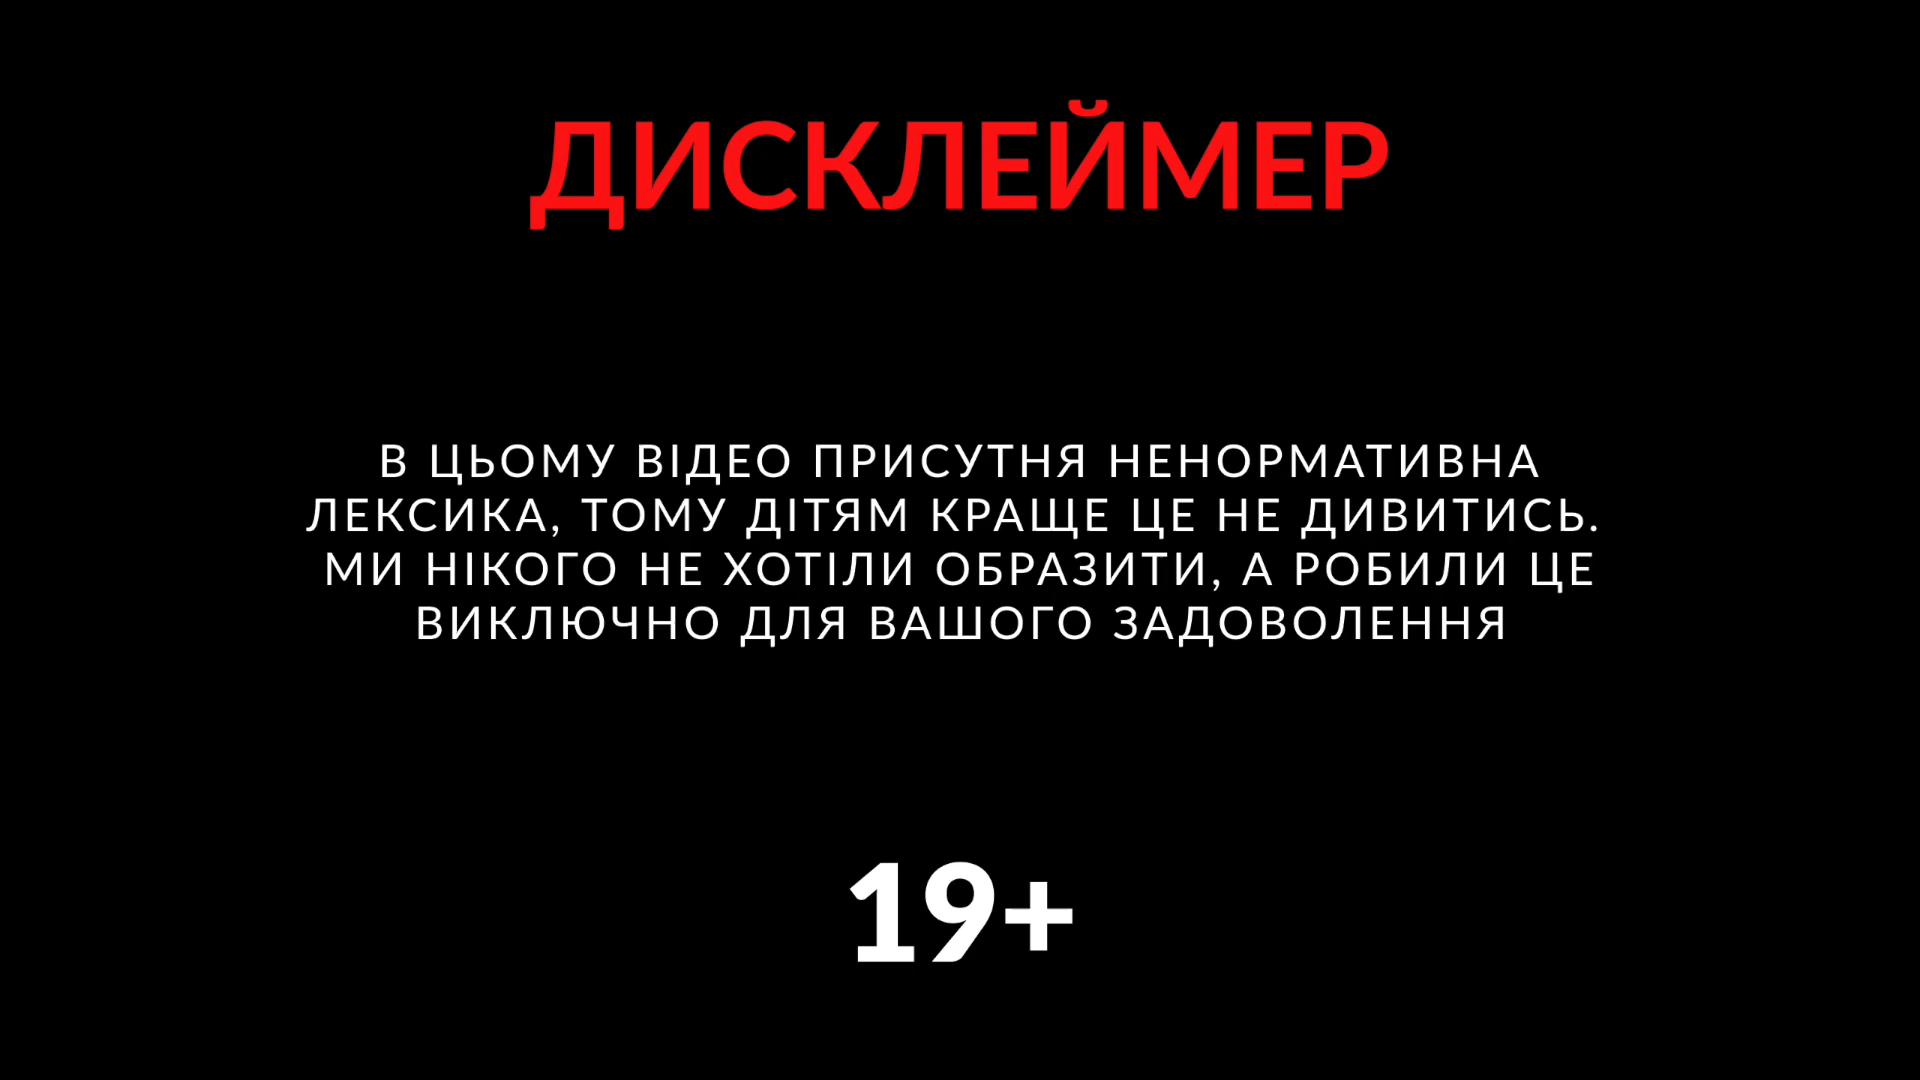 ДИСКЛЕЙМЕР
В ЦЬОМУ ВІДЕО ПРИСУТНЯ НЕНОРМАТИВНА
ЛЕКСИКА, ТОМУ ДІТЯМ КРАЩЕ ЦЕ НЕ ДИВИТИСЬ.
МИ НІКОГО НЕ ХОТІЛИ ОБРАЗИТИ, А РОБИЛИ ЦЕ
ВИКЛЮЧНО ДЛЯ ВАШОГО ЗАДОВОЛЕННЯ
19+